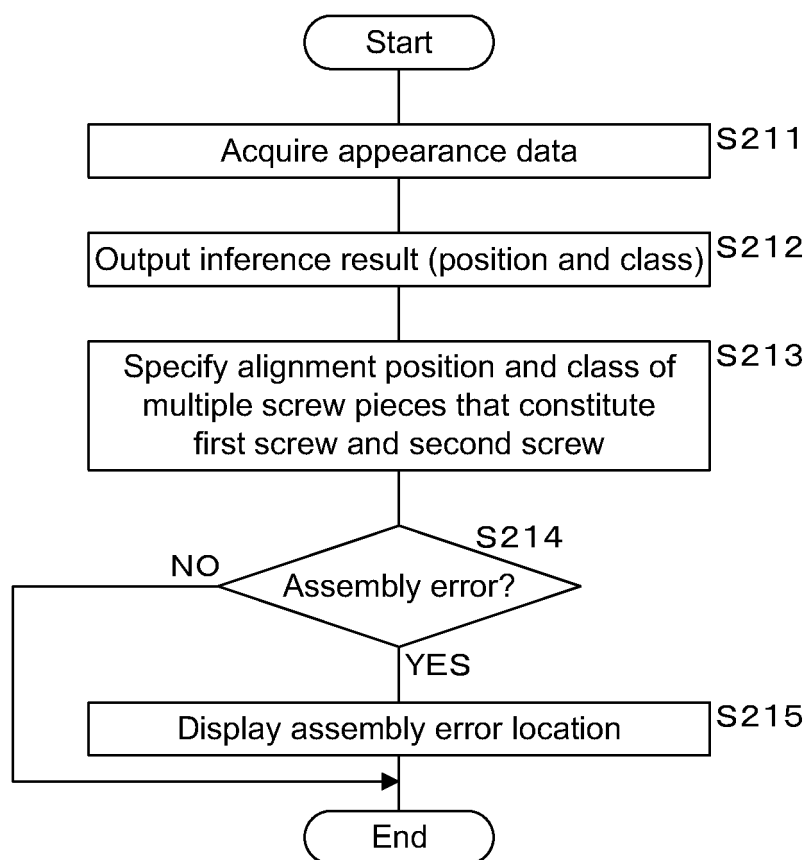 Start
Acquire appearance data
S211
Output inference result (position and class)
S212
Specify alignment position and class of
multiple screw pieces that constitute
first screw and second screw
S213
S214
NO
Assembly error?
YES
Display assembly error location
S215
End